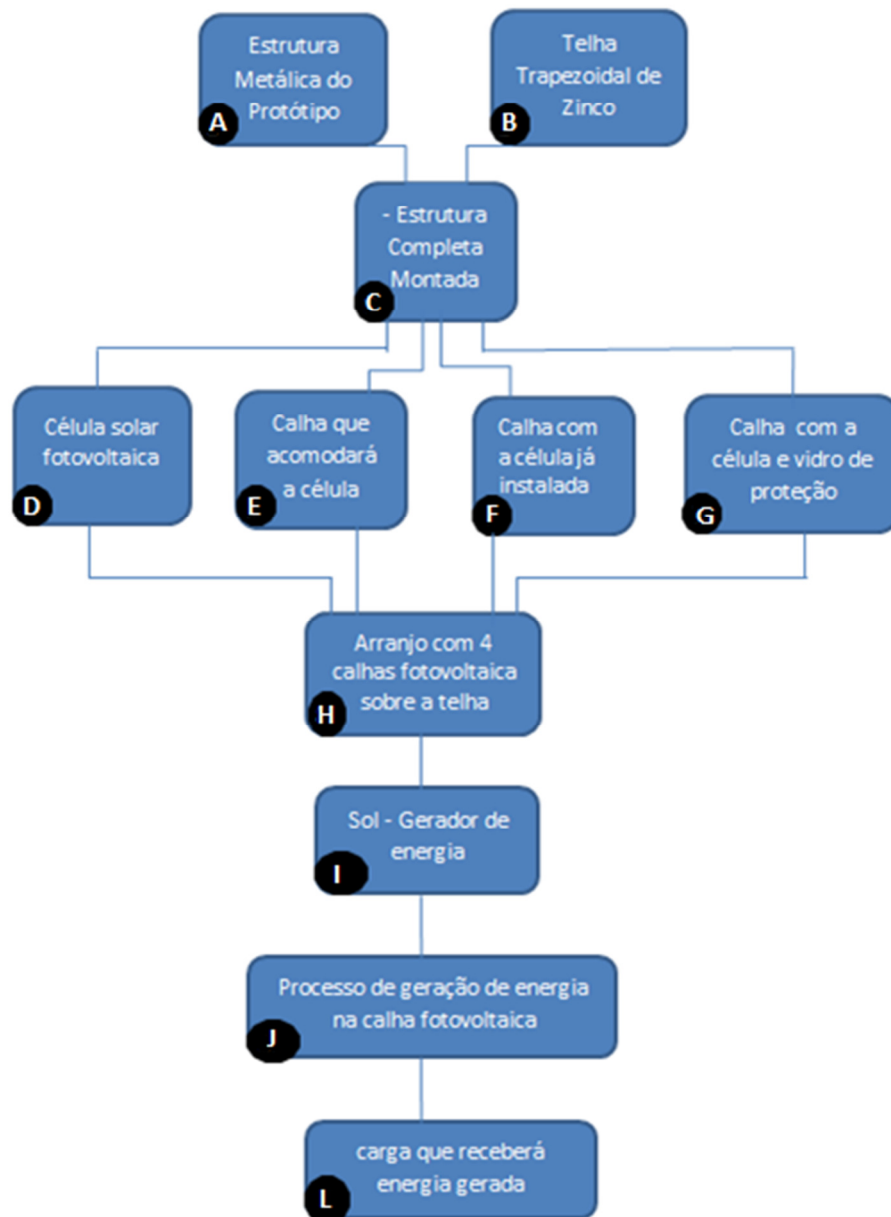 Estrutura
Metálica do
Protótipo
A
Telha
Trapezoidal de
Zinco
B
- Estrutura
Completa
Montada
C
Célula solar
fotovoltaica
D
Calha que
acomodará
a célula
E
Calha com
a célula já
instalada
F
Calha com a
célula e vidro de
proteção
G
Arranjo com 4
calhas fotovoltaica
sobre a telha
H
Sol - Gerador de
energia
I
Processo de geração de energia
na calha fotovoltaica
J
carga que receberá
energia gerada
L